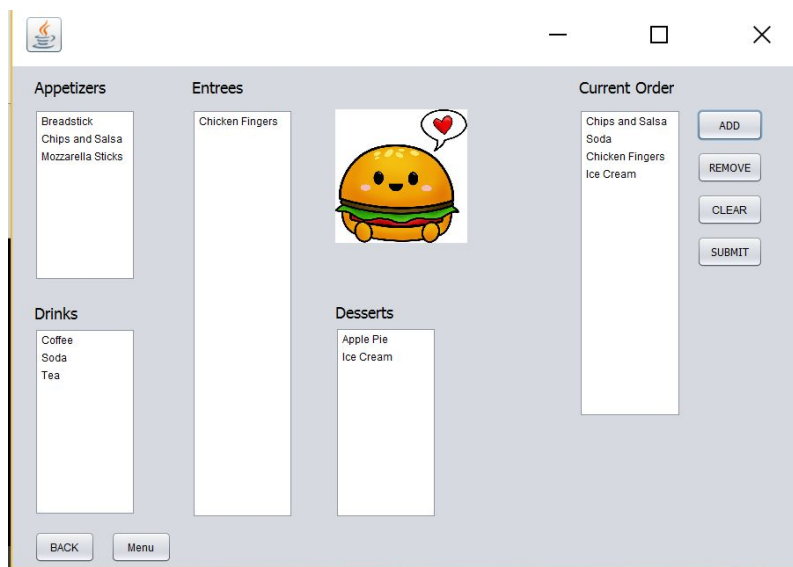 Appetizers
Breadstick
Chips and Salsa
Mozzarella Sticks
Entrees
Chicken Fingers
Current Order
Chips and Salsa
Soda
Chicken Fingers
Ice Cream
ADD
REMOVE
CLEAR
SUBMIT
Drinks
Coffee
Soda
Tea
Desserts
Apple Pie
Ice Cream
BACK
Menu